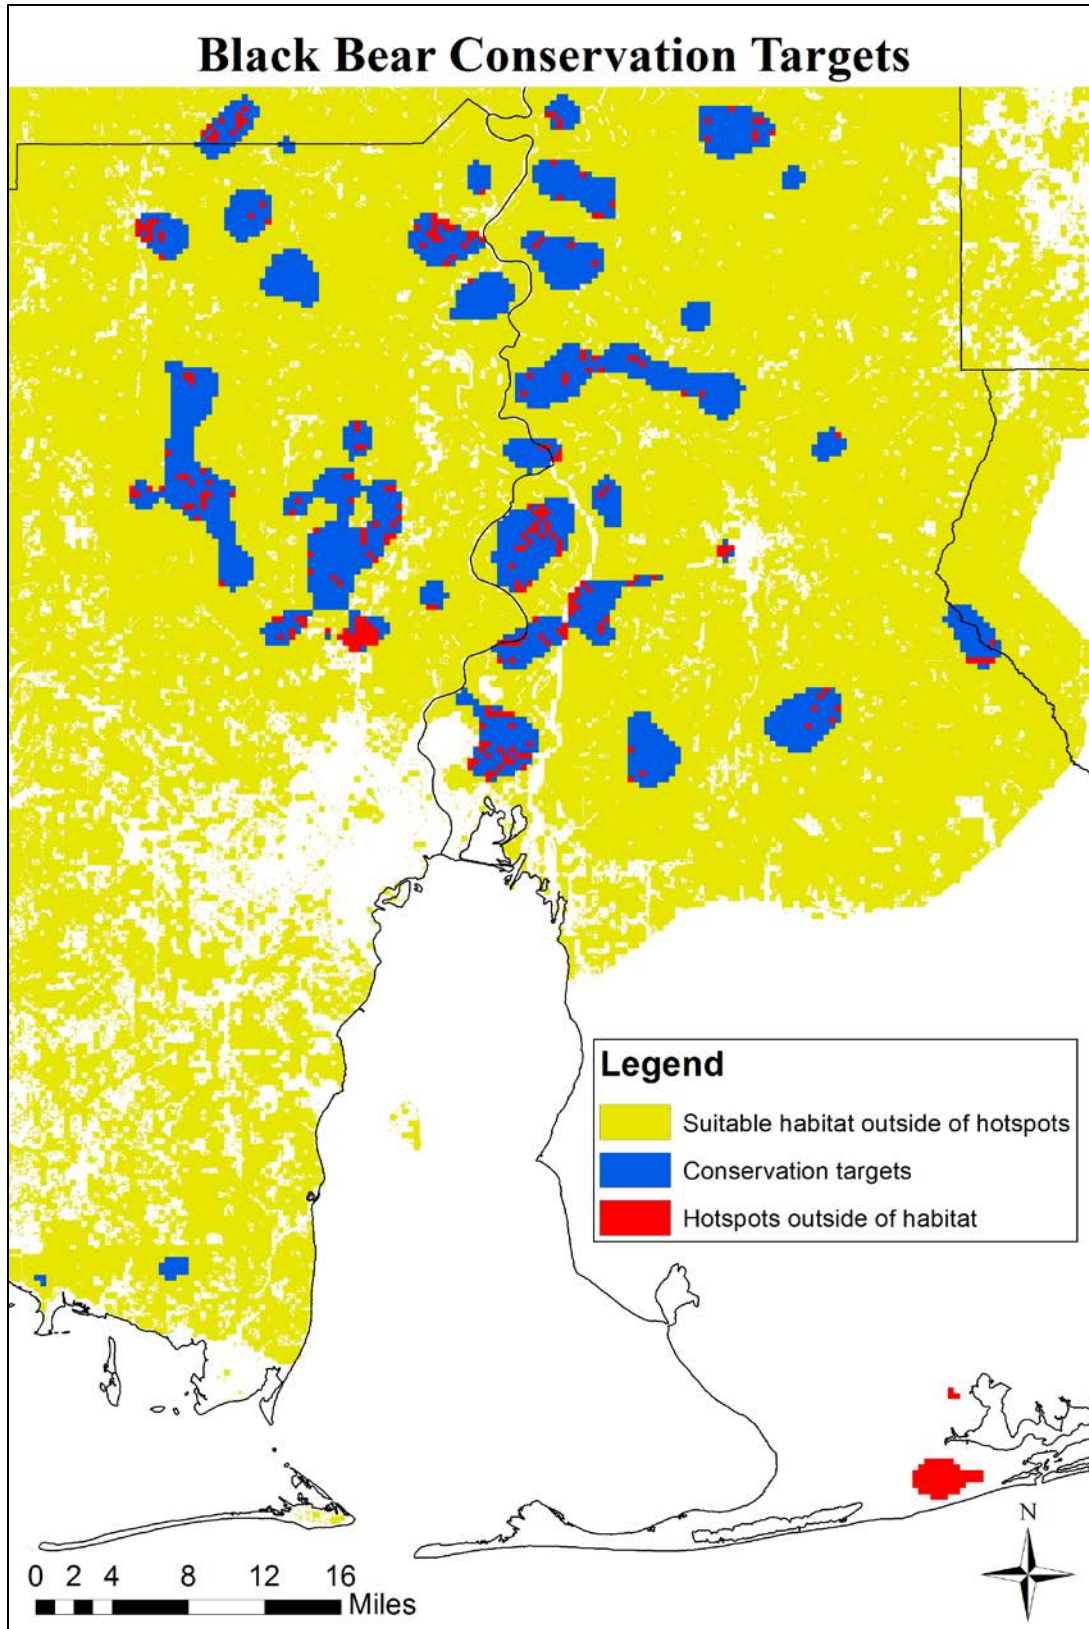 Black Bear Conservation Targets
Legend
Suitable habitat outside of hotspots
Conservation targets
Hotspots outside of habitat
N
0 2 4 8 12 16
Miles